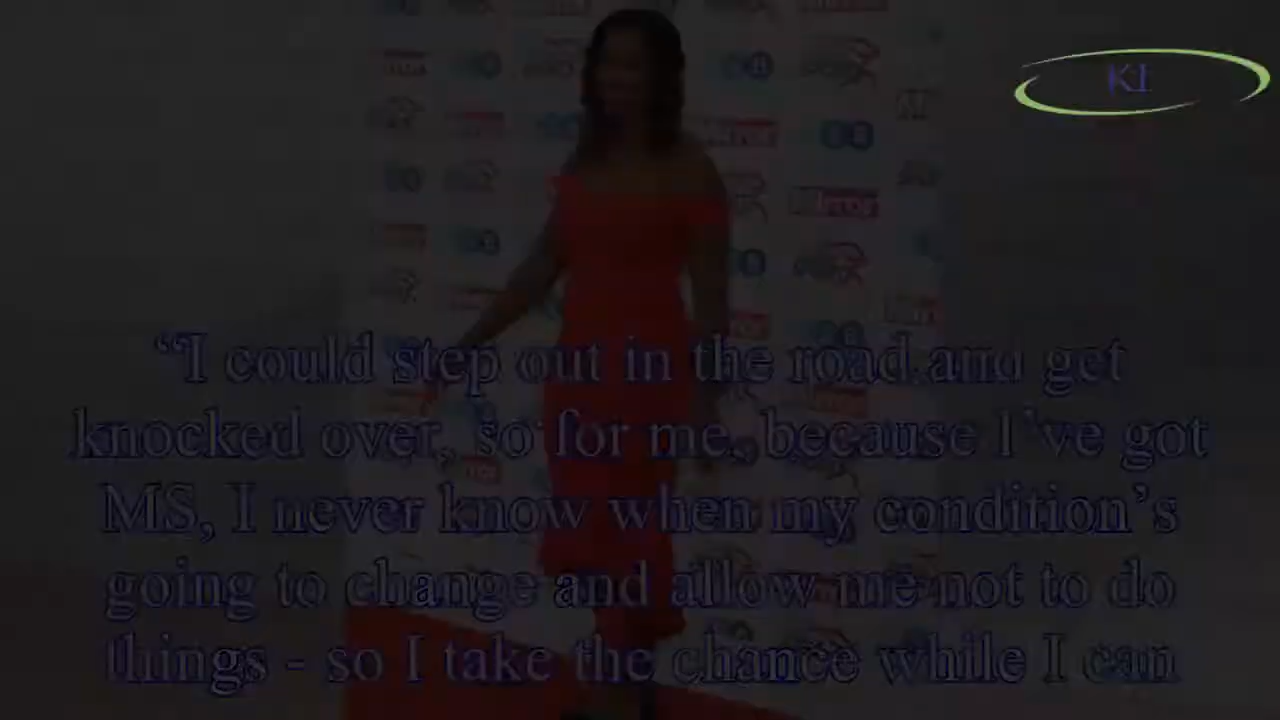 KI
“I could step out in the road and get
knocked over, so for me, because I’ve got
MS, I never know when my condition’s
going to change and allow me not to do
things - so I take the chance while I can